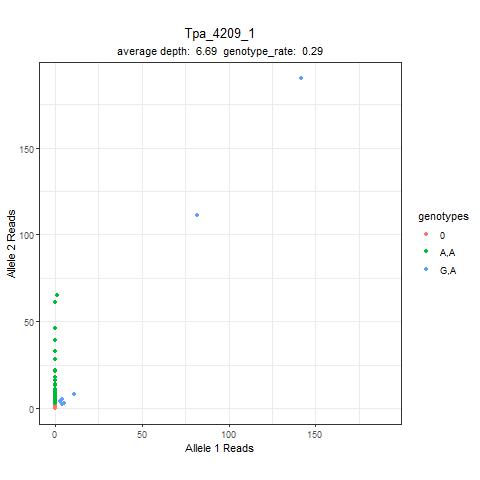 Tpa_4209_1
average depth: 6.69 genotype_rate: 0.29
Allele 2 Reads
150
100
50
0
0 50 100 150
Allele 1 Reads
genotypes
0
A,A
G,A